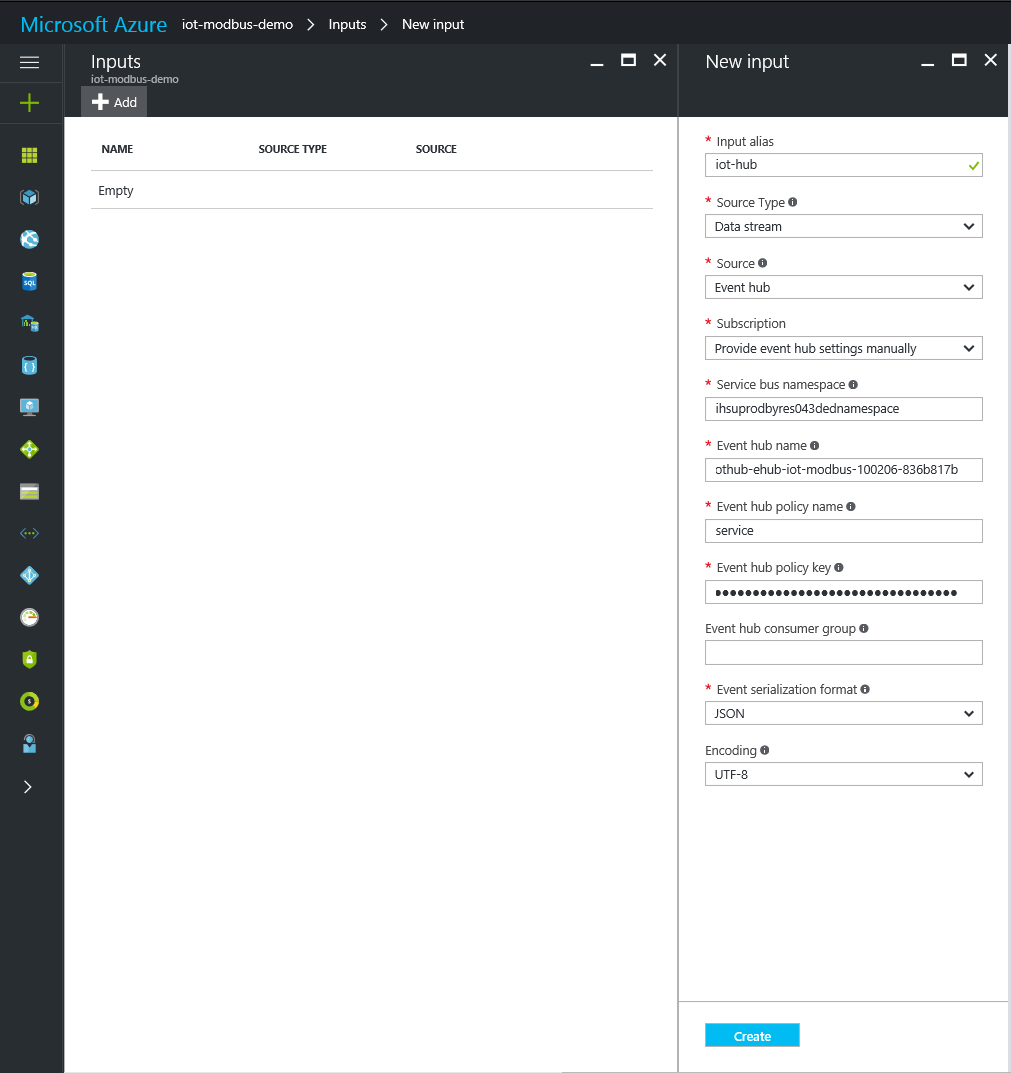 Microsoft Azure iot-modbus-demo > Inputs > New input
Inputs
iot-modbus-demo
Add
NAME SOURCE TYPE SOURCE
Empty
New input
* Input alias
iot-hub
* Source Type
Data stream
* Source
Event hub
* Subscription
Provide event hub settings manually
* Service bus namespace
ihsuprodbyres043dednamespace
* Event hub name
othub-ehub-iot-modbus-100206-836b817b
* Event hub policy name
service
* Event hub policy key
••••••••••••••••••••••••••••••••
Event hub consumer group
* Event serialization format
JSON
Encoding
UTF-8
Create